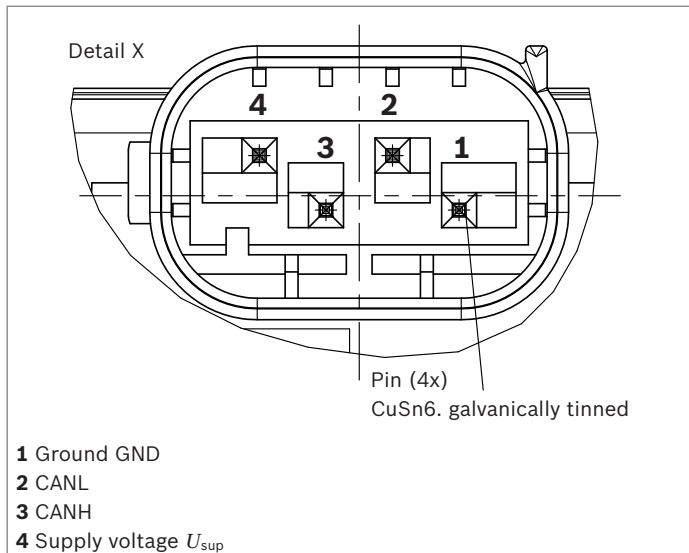 Detail X
4 2
3 1
Pin (4x)
CuSn6. galvanically tinned
1 Ground GND
2 CANL
3 CANH
4 Supply voltage Usup